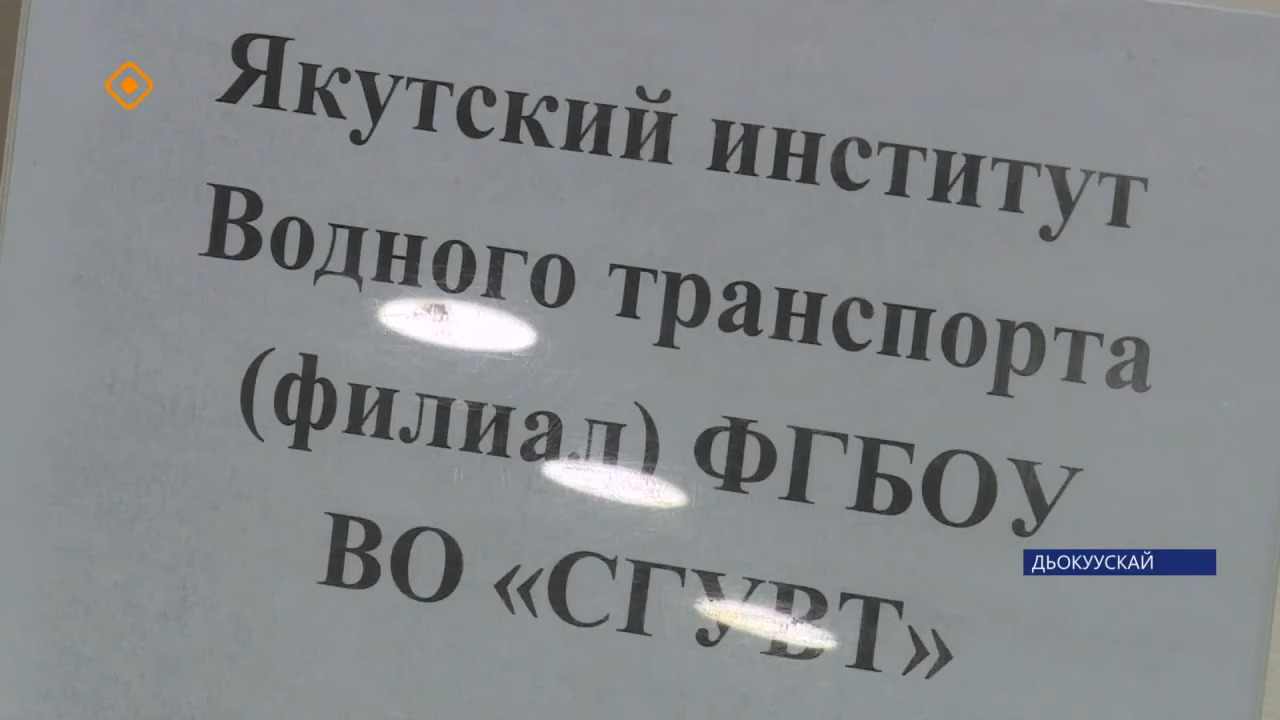 Якутский институт
Водного транспорта
(филиал) ФГБОУ
ВО «СГУВТ»
ДЬОКУУСКАЙ